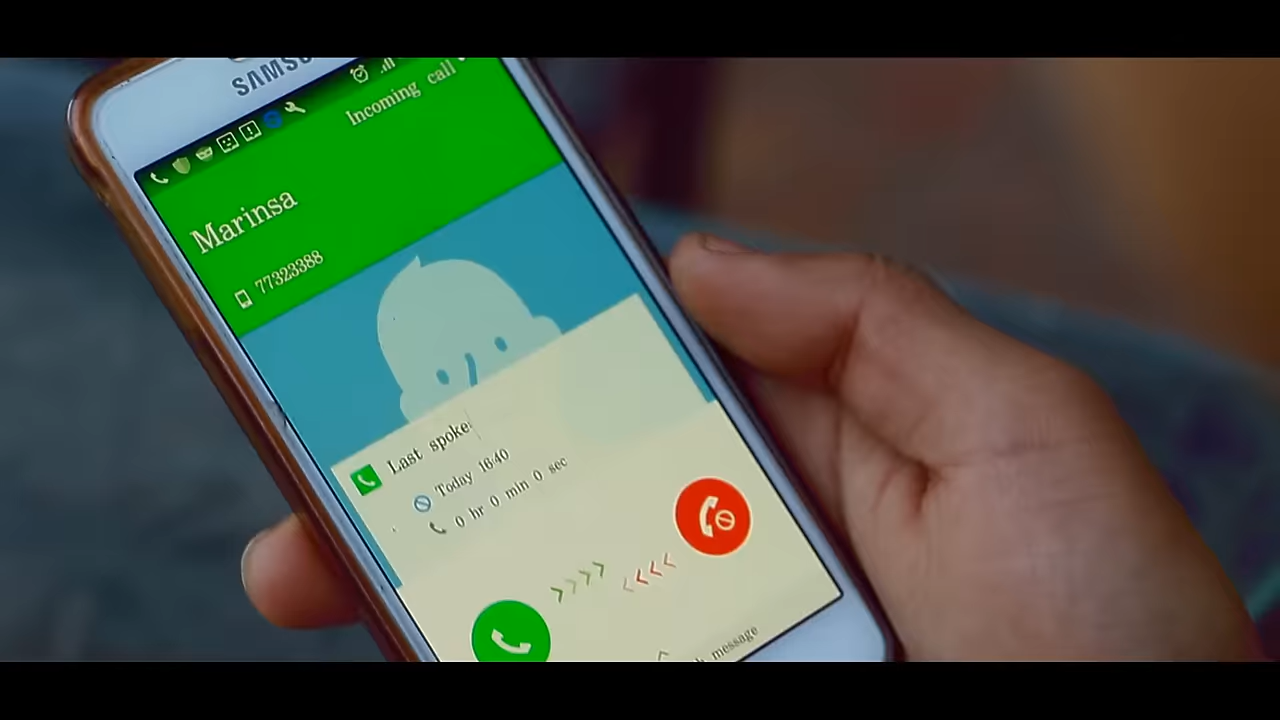 SAMSU
Incoming call
Marinsa
77323388
Last spoke:
Today 16:40
0 hr 0 min 0 sec
message